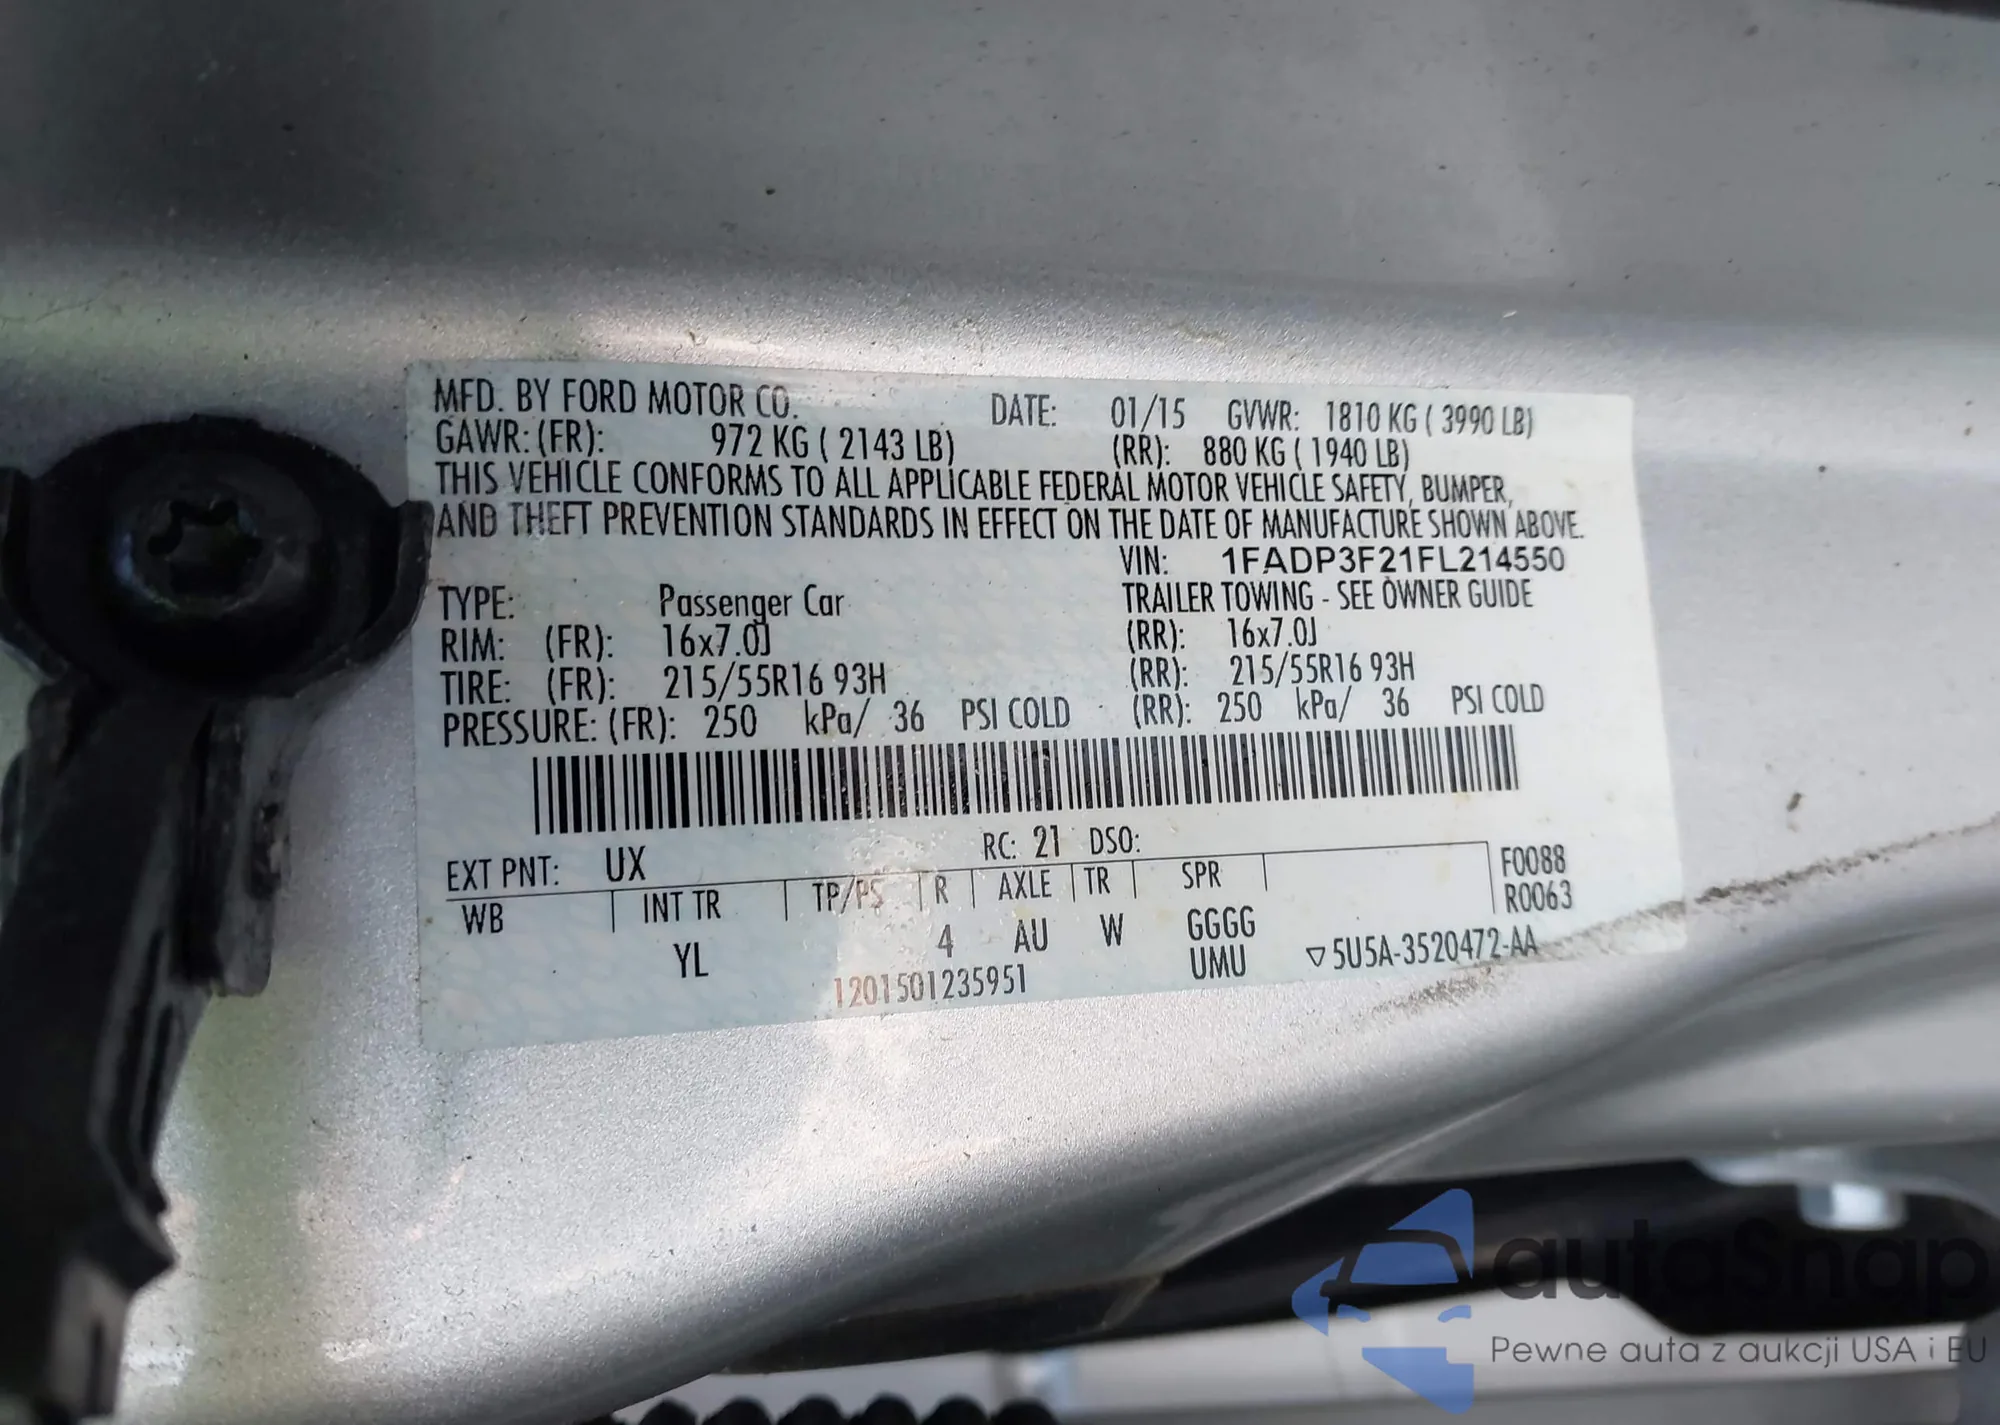 MFD. BY FORD MOTOR CO. DATE: 01/15 GVWR: 1810 KG ( 3990 LB)
GAWR: (FR): 972 KG ( 2143 LB) (RR): 880 KG ( 1940 LB)
THIS VEHICLE CONFORMS TO ALL APPLICABLE FEDERAL MOTOR VEHICLE SAFETY, BUMPER,
AND THEFT PREVENTION STANDARDS IN EFFECT ON THE DATE OF MANUFACTURE SHOWN ABOVE.
VIN: 1FADP3F21FL214550
TYPE: Passenger Car TRAILER TOWING - SEE OWNER GUIDE
RIM: (FR): 16x7.0J (RR): 16x7.0J
TIRE: (FR): 215/55R16 93H (RR): 215/55R16 93H
PRESSURE: (FR): 250 kPa/ 36 PSI COLD (RR): 250 kPa/ 36 PSI COLD
EXT PNT: UX RC: 21 DSO: F0088
WB INT TR TP/PS R AXLE TR SPR R0063
YL 4 AU W GGGG
UMU ▽5U5A-3520472-AA
1201501235951
autoSnap
Pewne auta z aukcji USA i EU